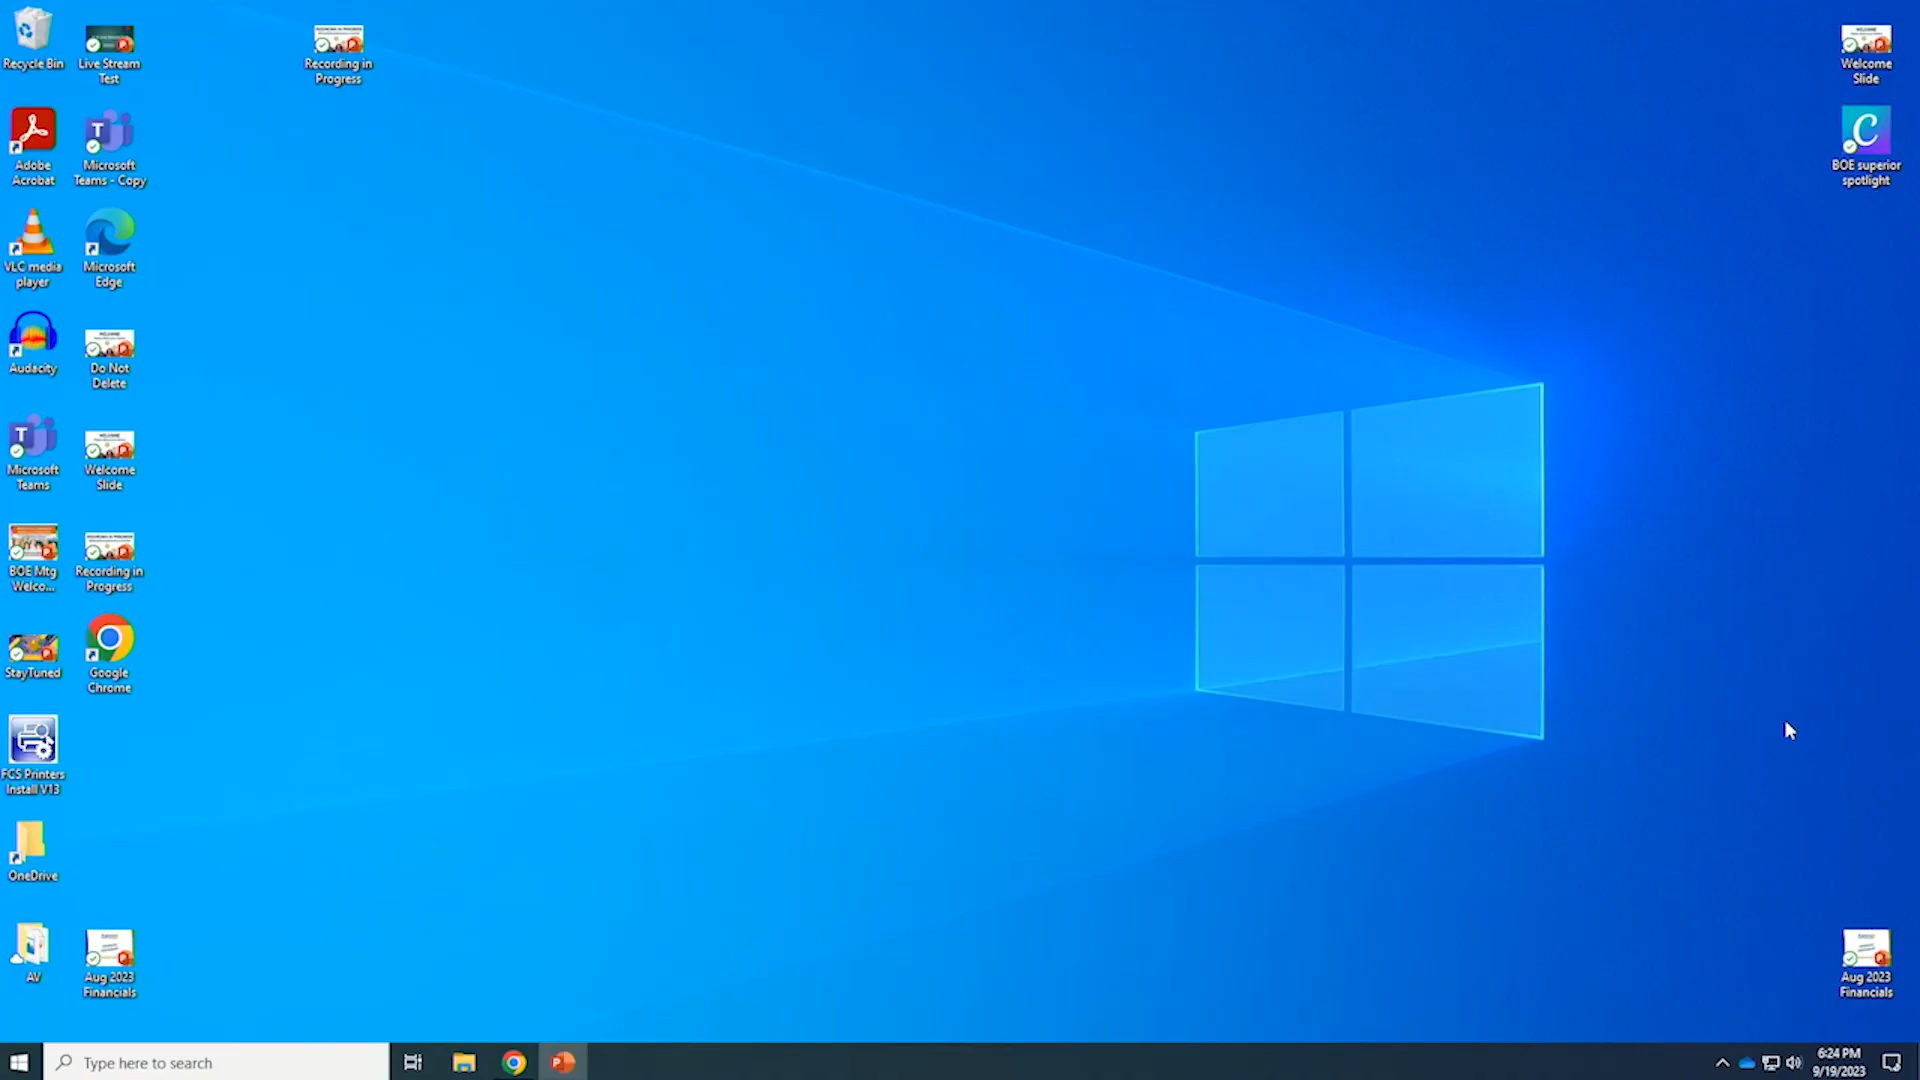 Recycle Bin
Live Stream
Test
Recording in
Progress
Welcome
Slide
Adobe
Acrobat
Microsoft
Teams - Copy
BOE superior
spotlight
VLC media
player
Microsoft
Edge
Audacity
Do Not
Delete
Microsoft
Teams
Welcome
Slide
BOE Mtg
Welco...
Recording in
Progress
StayTuned
Google
Chrome
FCS Printers
Install V13
OneDrive
AV
Aug 2023
Financials
Aug 2023
Financials
Type here to search
6:24 PM
9/19/2023